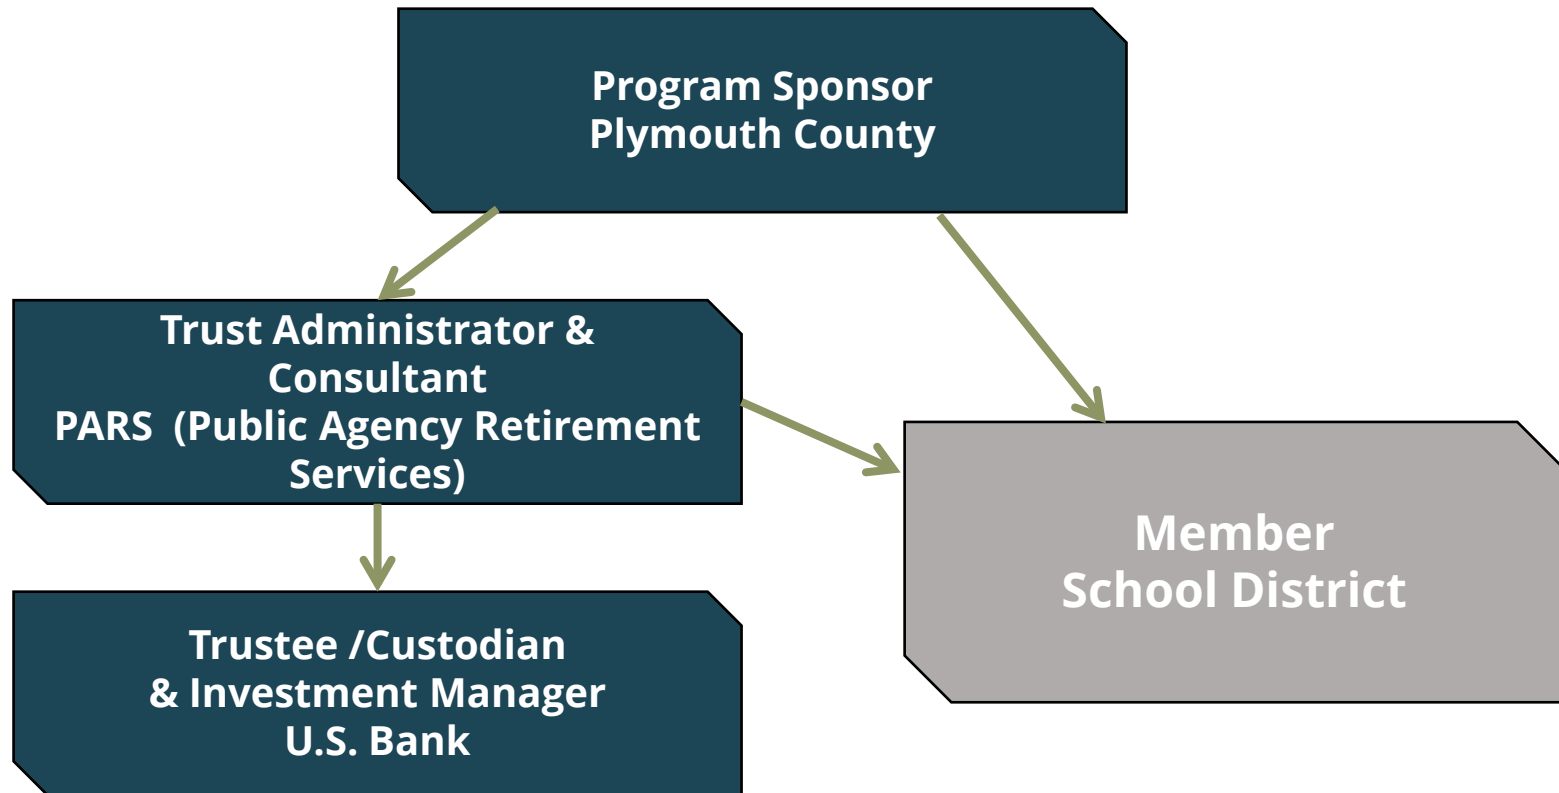 Program Sponsor
Plymouth County
Trust Administrator &
Consultant
PARS  (Public Agency Retirement
Services)
Member
School District
Trustee /Custodian
& Investment Manager
U.S. Bank